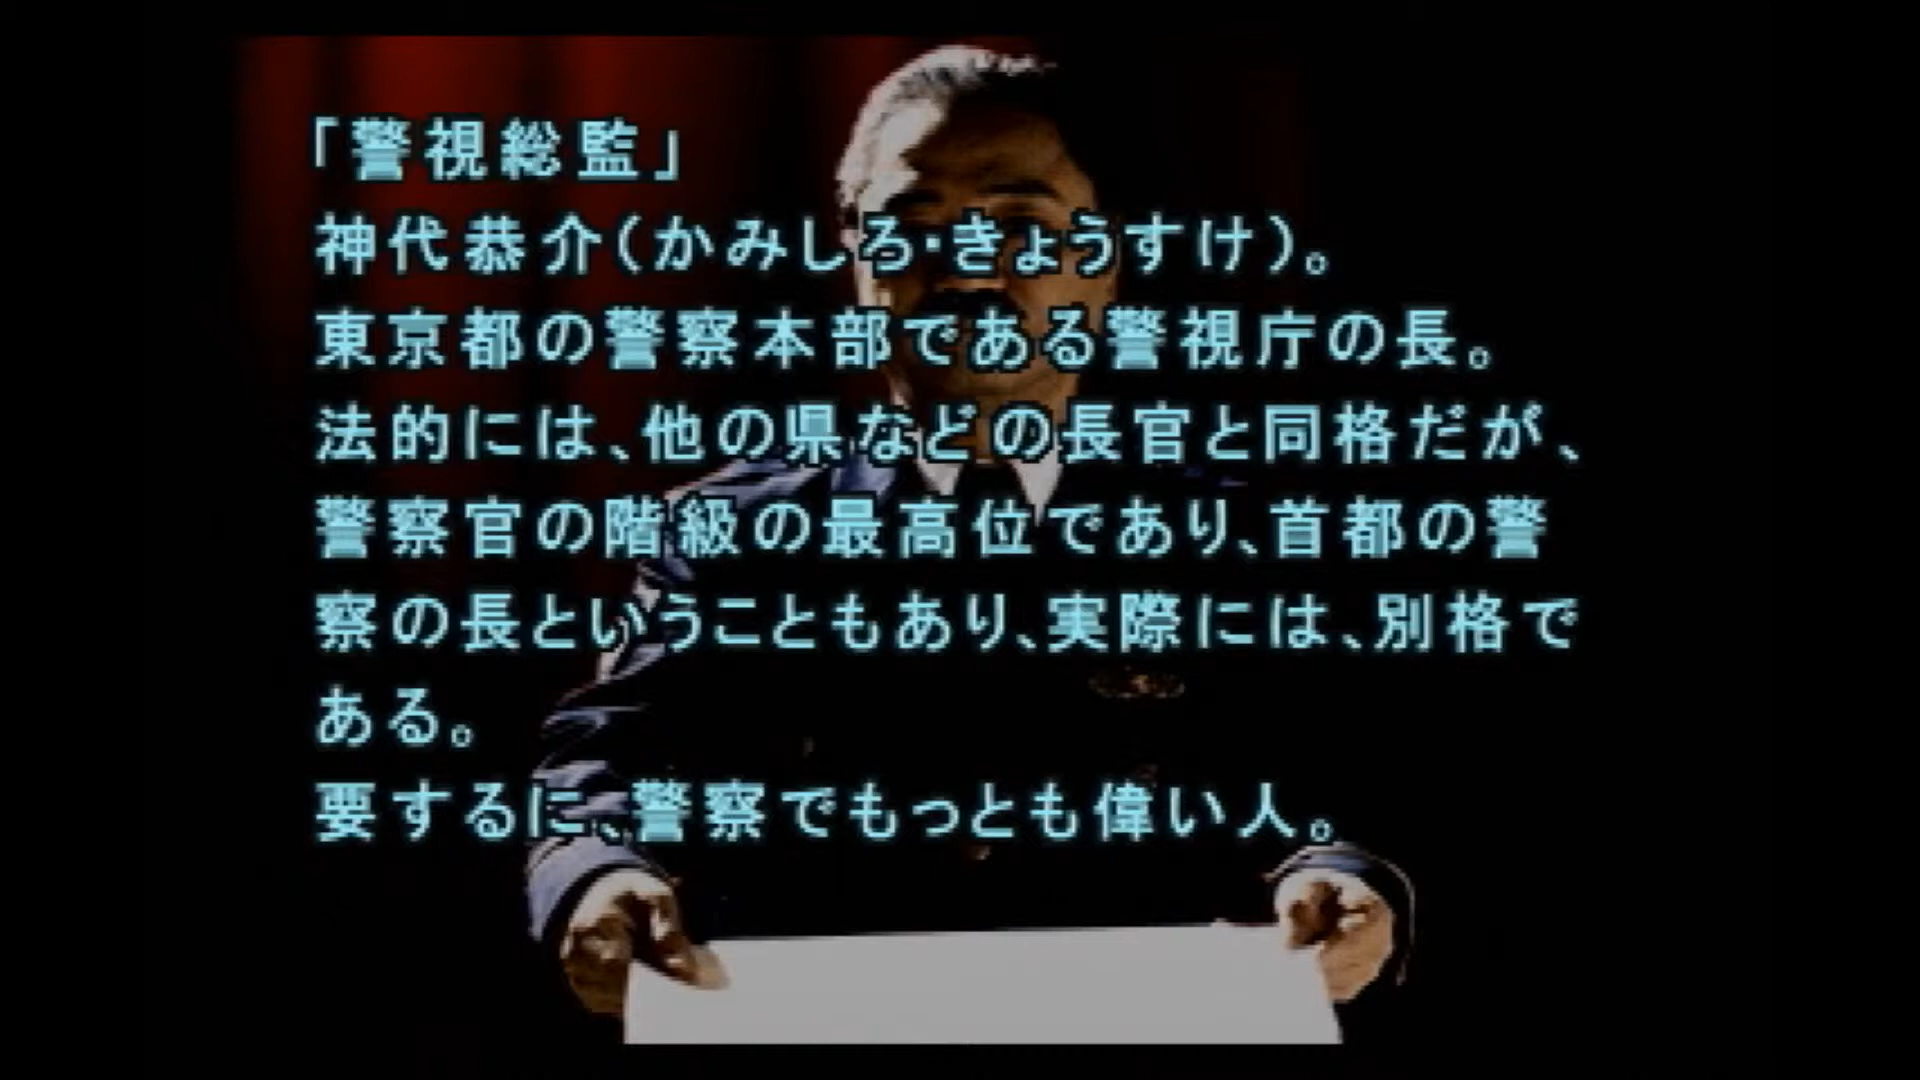 「警視総監」
神代恭介(かみしろ・きょうすけ)。
東京都の警察本部である警視庁の長。
法的には、他の県などの長官と同格だが、
警察官の階級の最高位であり、首都の警
察の長ということもあり、実際には、別格で
ある。
要するに、警察でもっとも偉い人。